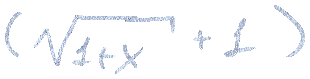 (√(1+x) + 1)